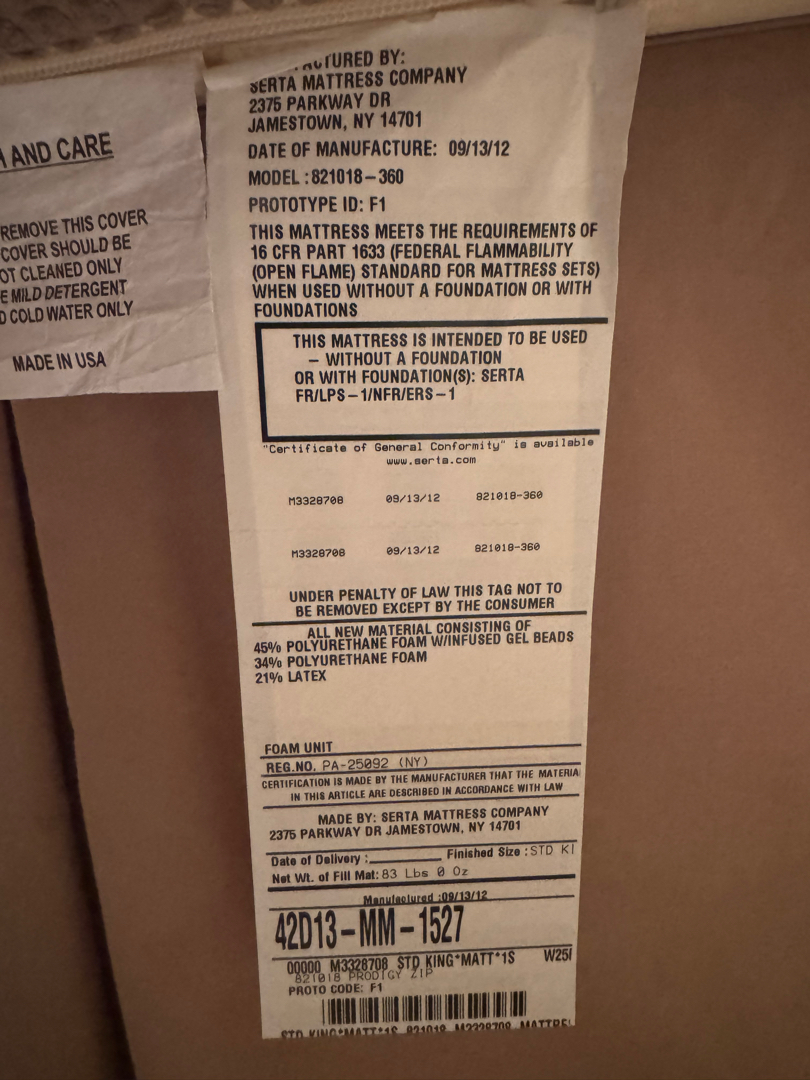 AND CARE
REMOVE THIS COVER
COVER SHOULD BE
OT CLEANED ONLY
E MILD DETERGENT
D COLD WATER ONLY
MADE IN USA
ACTURED BY:
SERTA MATTRESS COMPANY
2375 PARKWAY DR
JAMESTOWN, NY 14701
DATE OF MANUFACTURE: 09/13/12
MODEL :821018-360
PROTOTYPE ID: F1
THIS MATTRESS MEETS THE REQUIREMENTS OF
16 CFR PART 1633 (FEDERAL FLAMMABILITY
(OPEN FLAME) STANDARD FOR MATTRESS SETS)
WHEN USED WITHOUT A FOUNDATION OR WITH
FOUNDATIONS
THIS MATTRESS IS INTENDED TO BE USED
- WITHOUT A FOUNDATION
OR WITH FOUNDATION(S): SERTA
FR/LPS-1/NFR/ERS-1
"Certificate of General Conformity" is available
www.serta.com
M3328708 09/13/12 821018-360
M3328708 09/13/12 821018-360
UNDER PENALTY OF LAW THIS TAG NOT TO
BE REMOVED EXCEPT BY THE CONSUMER
ALL NEW MATERIAL CONSISTING OF
45% POLYURETHANE FOAM W/INFUSED GEL BEADS
34% POLYURETHANE FOAM
21% LATEX
FOAM UNIT
REG.NO. PA-25092 (NY)
CERTIFICATION IS MADE BY THE MANUFACTURER THAT THE MATERIA
IN THIS ARTICLE ARE DESCRIBED IN ACCORDANCE WITH LAW
MADE BY: SERTA MATTRESS COMPANY
2375 PARKWAY DR JAMESTOWN, NY 14701
Date of Delivery :________ Finished Size :STD KI
Net Wt. of Fill Mat: 83 Lbs 0 Oz
Manufactured :09/13/12
42D13-MM-1527
00000 M3328708 STD KING*MATT*1S W25
821018 PRODIGY ZIP
PROTO CODE: F1
STD KING*MATT*1S 821018 M3328708 MATTRE